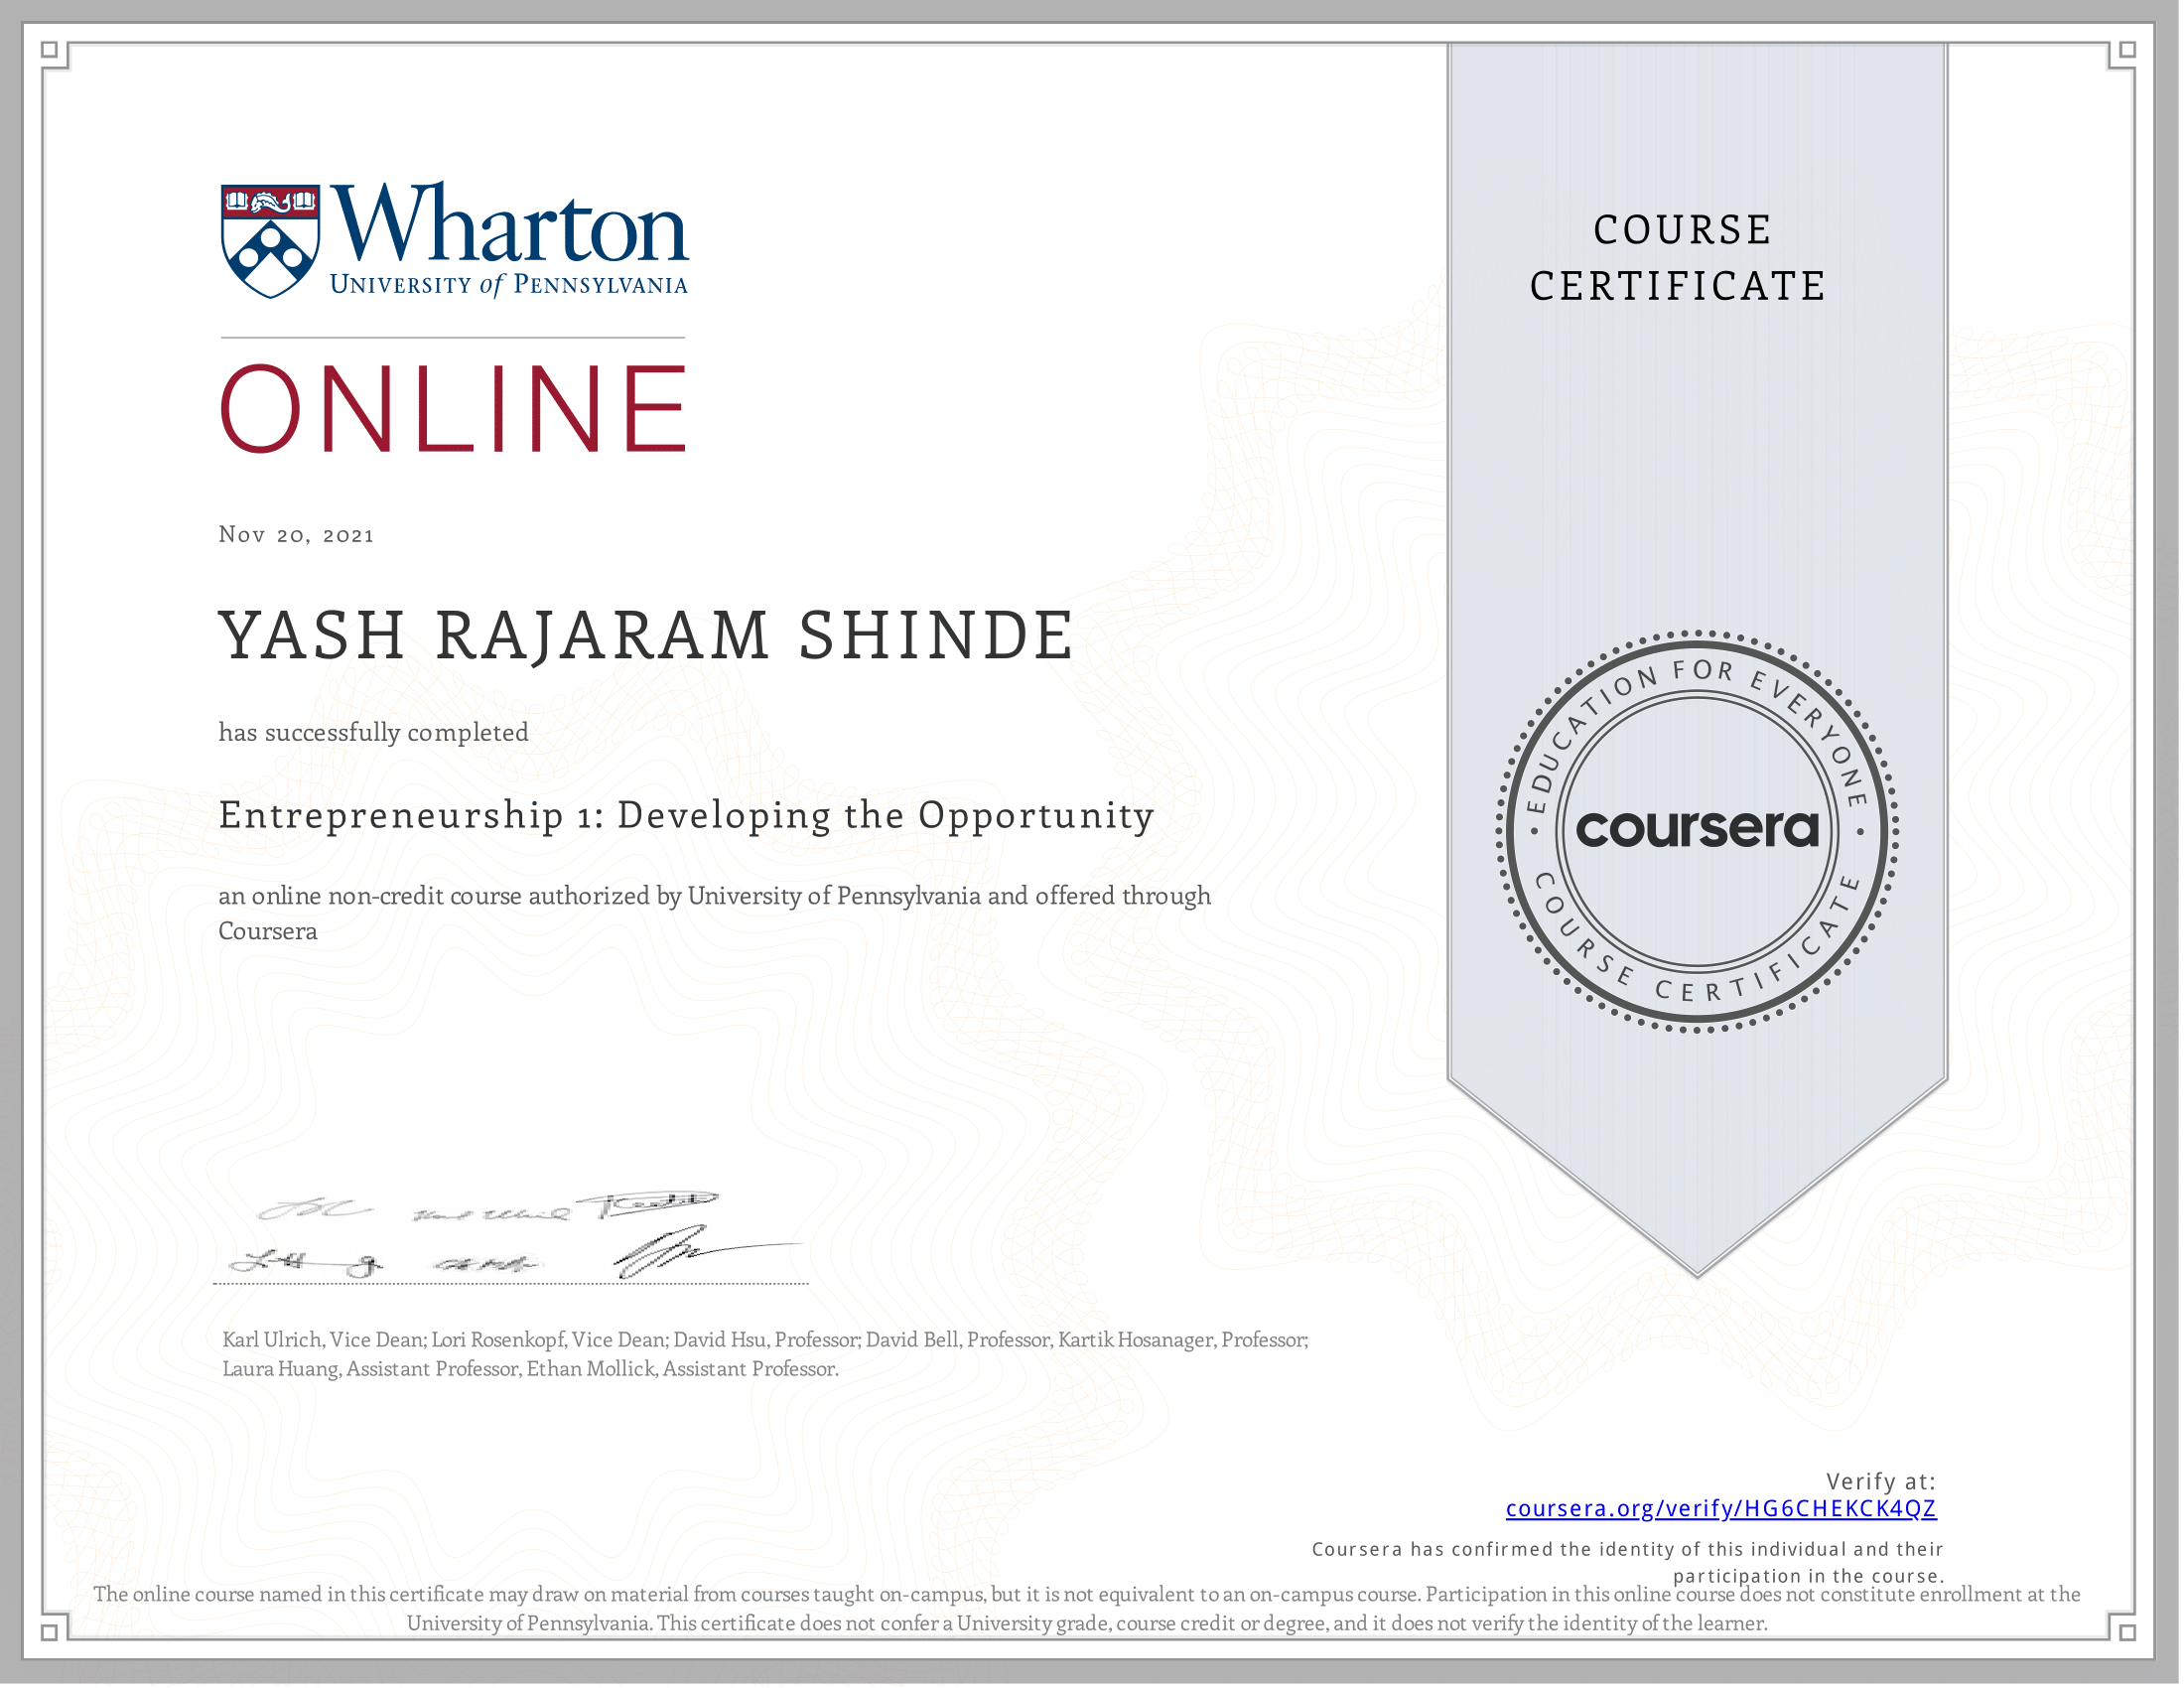 Wharton
UNIVERSITY of PENNSYLVANIA
ONLINE
COURSE
CERTIFICATE
Nov 20, 2021
YASH RAJARAM SHINDE
has successfully completed
Entrepreneurship 1: Developing the Opportunity
an online non-credit course authorized by University of Pennsylvania and offered through
Coursera
EDUCATION FOR EVERYONE
coursera
COURSE CERTIFICATE
Karl Ulrich, Vice Dean; Lori Rosenkopf, Vice Dean; David Hsu, Professor; David Bell, Professor, Kartik Hosanager, Professor;
Laura Huang, Assistant Professor, Ethan Mollick, Assistant Professor.
Verify at:
coursera.org/verify/HG6CHEKCK4QZ
Coursera has confirmed the identity of this individual and their
participation in the course.
The online course named in this certificate may draw on material from courses taught on-campus, but it is not equivalent to an on-campus course. Participation in this online course does not constitute enrollment at the
University of Pennsylvania. This certificate does not confer a University grade, course credit or degree, and it does not verify the identity of the learner.